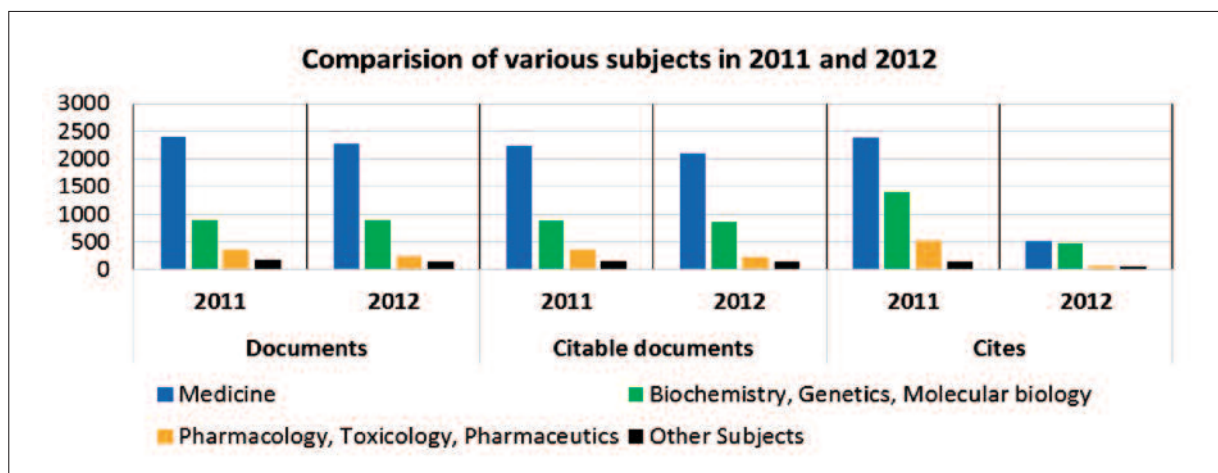 Comparision of various subjects in 2011 and 2012
3000
2500
2000
1500
1000
500
0
2011 2012 2011 2012 2011 2012
Documents Citable documents Cites
Medicine Biochemistry, Genetics, Molecular biology
Pharmacology, Toxicology, Pharmaceutics Other Subjects